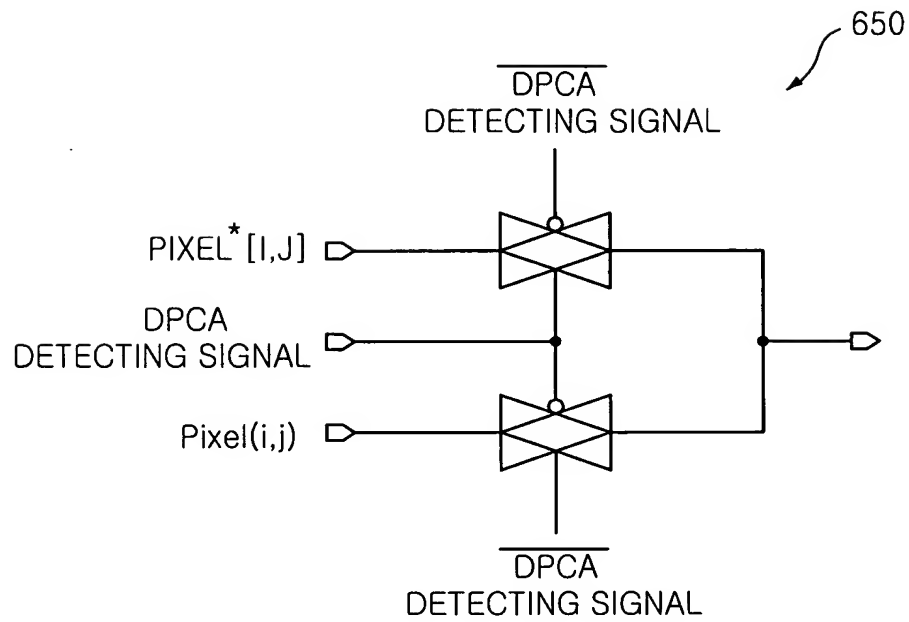 650
DPCA
DETECTING SIGNAL
PIXEL*[I,J]
DPCA
DETECTING SIGNAL
Pixel(i,j)
DPCA
DETECTING SIGNAL